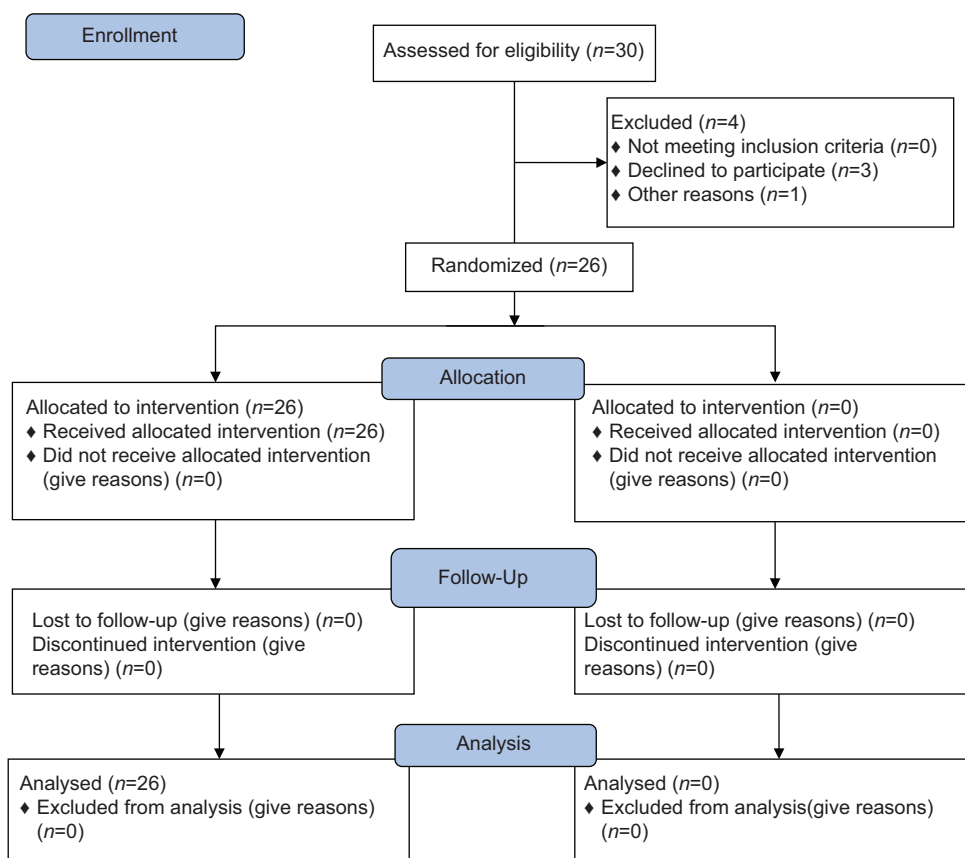 Enrollment
Assessed for eligibility (n=30)
Excluded (n=4)
♦ Not meeting inclusion criteria (n=0)
♦ Declined to participate (n=3)
♦ Other reasons (n=1)
Randomized (n=26)
Allocation
Allocated to intervention (n=26)
♦ Received allocated intervention (n=26)
♦ Did not receive allocated intervention
(give reasons) (n=0)
Allocated to intervention (n=0)
♦ Received allocated intervention (n=0)
♦ Did not receive allocated intervention
(give reasons) (n=0)
Follow-Up
Lost to follow-up (give reasons) (n=0)
Discontinued intervention (give
reasons) (n=0)
Lost to follow-up (give reasons) (n=0)
Discontinued intervention (give
reasons) (n=0)
Analysis
Analysed (n=26)
♦ Excluded from analysis (give reasons)
(n=0)
Analysed (n=0)
♦ Excluded from analysis(give reasons)
(n=0)